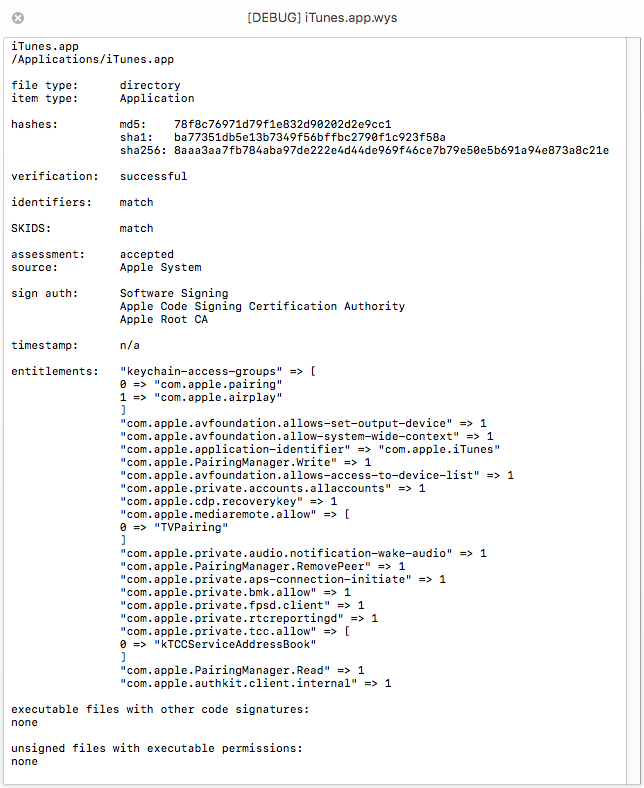 [DEBUG] iTunes.app.wys
iTunes.app
/Applications/iTunes.app
file type: directory
item type: Application
hashes: md5: 78f8c76971d79f1e832d90202d2e9cc1
sha1: ba77351db5e13b7349f56bffbc2790f1c923f58a
sha256: 8aaa3aa7fb784aba97de222e4d44de969f46ce7b79e50e5b691a94e873a8c21e
verification: successful
identifiers: match
SKIDS: match
assessment: accepted
source: Apple System
sign auth: Software Signing
Apple Code Signing Certification Authority
Apple Root CA
timestamp: n/a
entitlements: "keychain-access-groups" => [
0 => "com.apple.pairing"
1 => "com.apple.airplay"
]
"com.apple.avfoundation.allows-set-output-device" => 1
"com.apple.avfoundation.allow-system-wide-context" => 1
"com.apple.application-identifier" => "com.apple.iTunes"
"com.apple.PairingManager.Write" => 1
"com.apple.avfoundation.allows-access-to-device-list" => 1
"com.apple.private.accounts.allaccounts" => 1
"com.apple.cdp.recoverykey" => 1
"com.apple.mediaremote.allow" => [
0 => "TVPairing"
]
"com.apple.private.audio.notification-wake-audio" => 1
"com.apple.PairingManager.RemovePeer" => 1
"com.apple.private.aps-connection-initiate" => 1
"com.apple.private.bmk.allow" => 1
"com.apple.private.fpsd.client" => 1
"com.apple.private.rtcreportingd" => 1
"com.apple.private.tcc.allow" => [
0 => "kTCCServiceAddressBook"
]
"com.apple.PairingManager.Read" => 1
"com.apple.authkit.client.internal" => 1
executable files with other code signatures:
none
unsigned files with executable permissions:
none